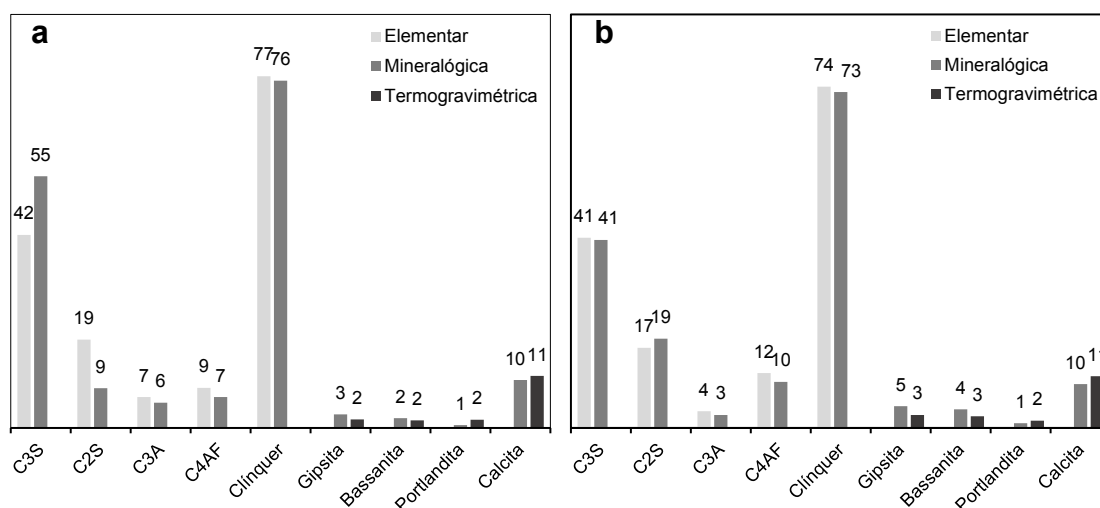 a
Elementar
Mineralógica
Termogravimétrica
77 76
55
42
19
9
7 6
9 7
3 2
2 2
1 2
10 11
C3S
C2S
C3A
C4AF
Clínquer
Gipsita
Bassanita
Portlandita
Calcita
b
Elementar
Mineralógica
Termogravimétrica
74 73
41 41
17 19
4 3
12 10
5 3
4 3
1 2
10
C3S
C2S
C3A
C4AF
Clínquer
Gipsita
Bassanita
Portlandita
Calcita